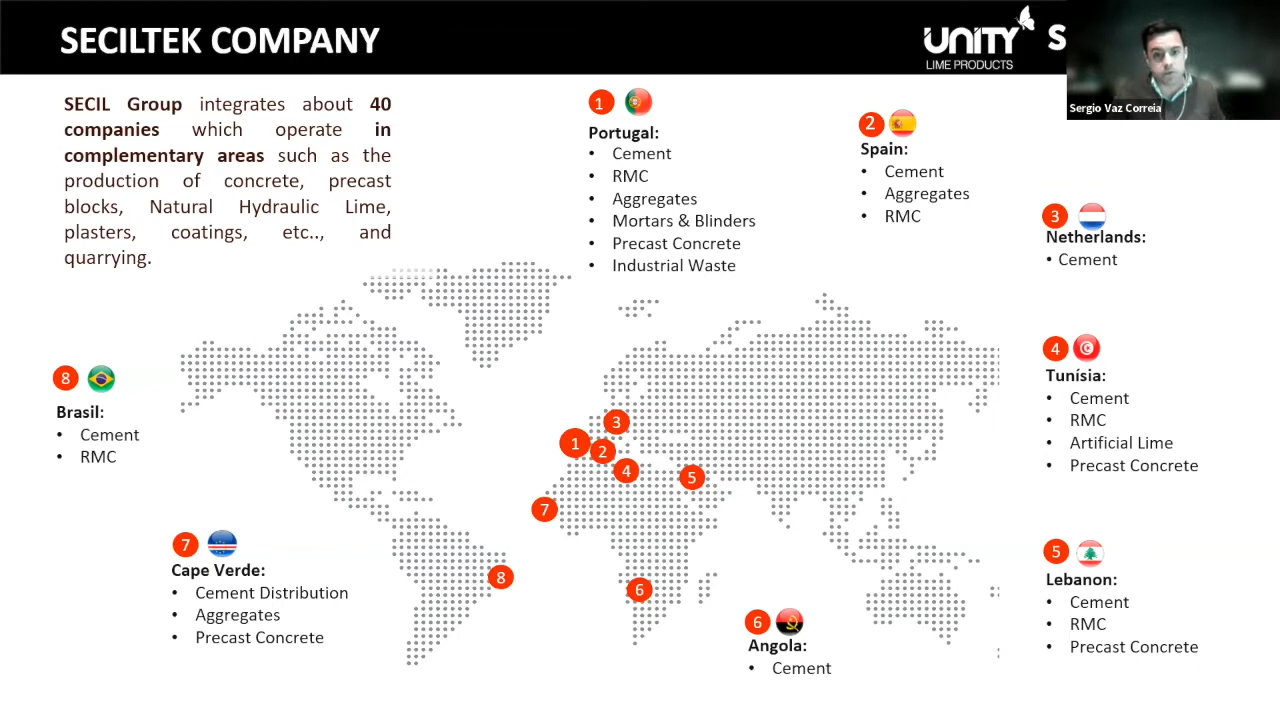 SECILTEK COMPANY
UNITY
LIME PRODUCTS
S
Sergio Vaz Correia
SECIL Group integrates about 40
companies which operate in
complementary areas such as the
production of concrete, precast
blocks, Natural Hydraulic Lime,
plasters, coatings, etc.., and
quarrying.
1
Portugal:
• Cement
• RMC
• Aggregates
• Mortars & Blinders
• Precast Concrete
• Industrial Waste
2
Spain:
• Cement
• Aggregates
• RMC
3
Netherlands:
• Cement
4
Tunísia:
• Cement
• RMC
• Artificial Lime
• Precast Concrete
5
Lebanon:
• Cement
• RMC
• Precast Concrete
6
Angola:
• Cement
7
Cape Verde:
• Cement Distribution
• Aggregates
• Precast Concrete
8
Brasil:
• Cement
• RMC
3
1
2
4
5
7
8
6